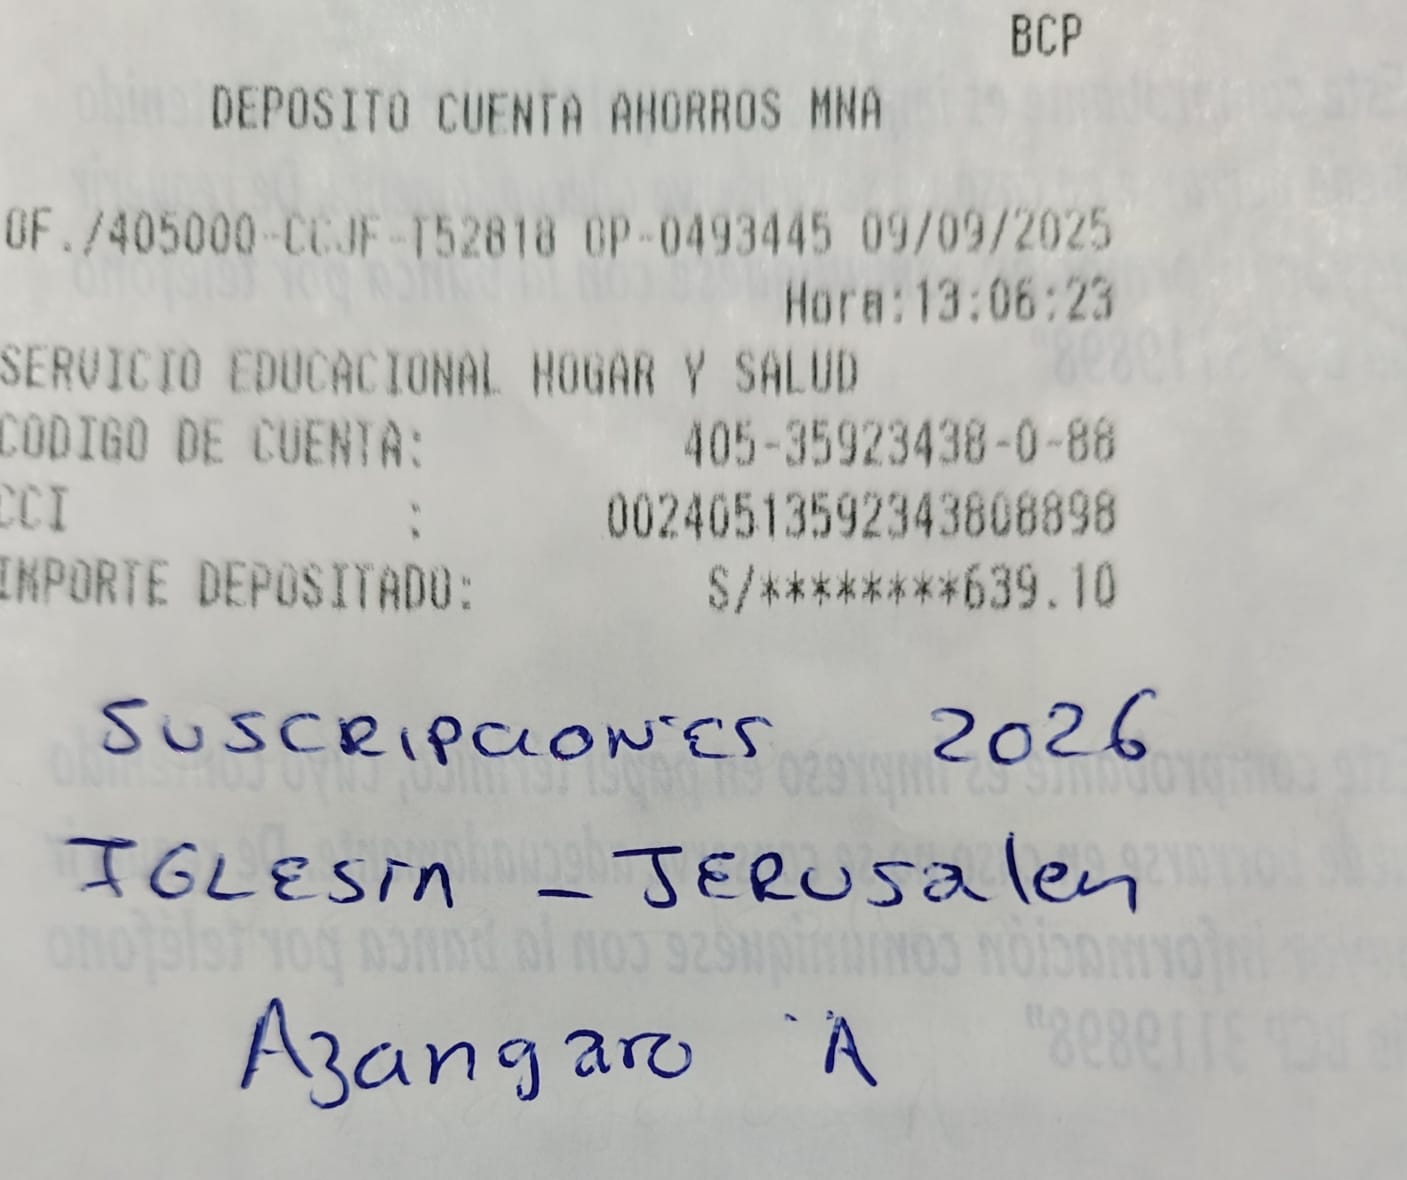 BCP
DEPOSITO CUENTA AHORROS MNA
OF./405000-CCJF-T52818 OP-0493445 09/09/2025
Hora:13:06:23
SERVICIO EDUCACIONAL HOGAR Y SALUD
CODIGO DE CUENTA: 405-35923438-0-88
CCI : 00240513592343808898
IMPORTE DEPOSITADO: S/********639.10
SUSCRIPCIONES 2026
IGLESIA - JERUSALEN
Azangaro "A